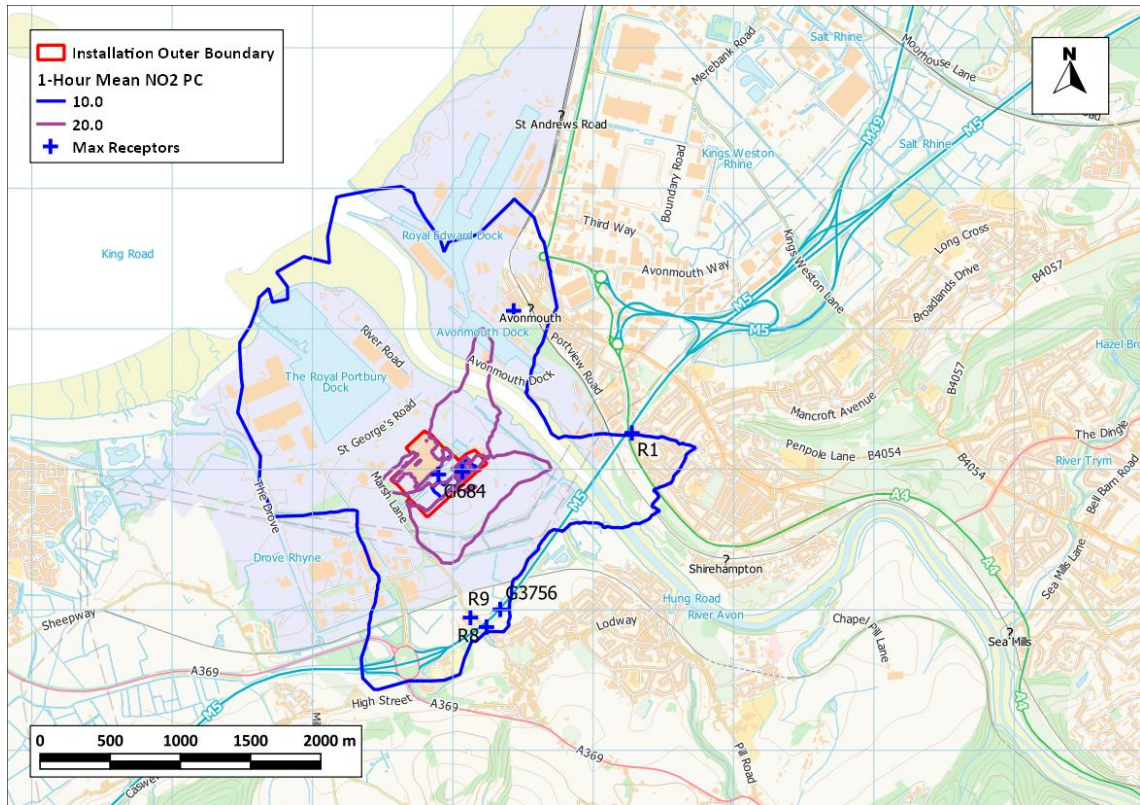 Installation Outer Boundary
1-Hour Mean NO2 PC
10.0
20.0
Max Receptors
N
Salt Rhine
Moorhouse Lane
Merebank Road
M49
M5
Salt Rhine
?
St Andrews Road
Kings Weston
Rhine
Boundary Road
Third Way
Royal Edward Dock
King Road
Avonmouth Way
Kings Weston Lane
Long Cross
B4057
Broadlands Drive
M5
M5
?
Avonmouth
Avonmouth Dock
Portview Road
River Road
Avonmouth Dock
The Royal Portbury
Dock
Hazel Bro
B4057
Mancroft Avenue
St George's Road
R1
Penpole Lane
B4054
The Dingle
B4054
River Trym
Bell Barn Road
G684
Marsh Lane
The Drove
M5
A4
Drove Rhyne
?
Shirehampton
A4
Sea Mills Lane
G3756
R9
Hung Road
River Avon
Sheepway
R8
Lodway
Chapel Pill Lane
?
Sea Mills
A369
High Street
A369
A4
M5
Pill Road
A369
0 500 1000 1500 2000 m